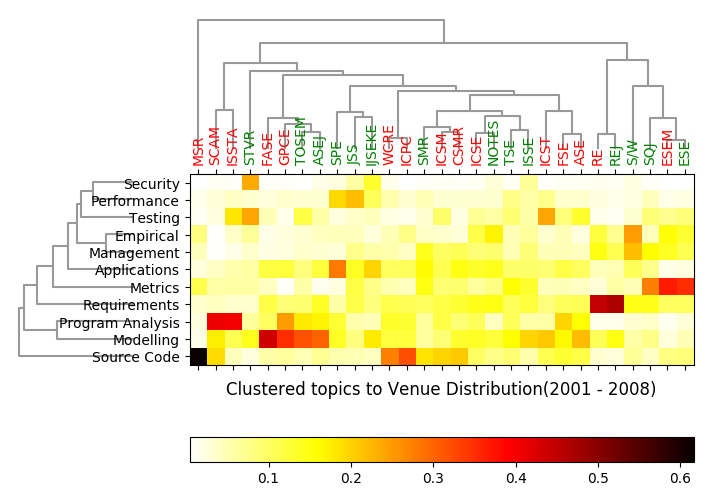 MSR SCAM ISSTA STVR FASE GPCE TOSEM ASEJ SPE JSS IJSEKE WCRE ICPC SMR ICSM CSMR ICSE NOTES TSE ISSE ICST FSE ASE RE REJ S/W SQJ ESEM ESE
Security
Performance
Testing
Empirical
Management
Applications
Metrics
Requirements
Program Analysis
Modelling
Source Code
Clustered topics to Venue Distribution(2001 - 2008)
0.1 0.2 0.3 0.4 0.5 0.6